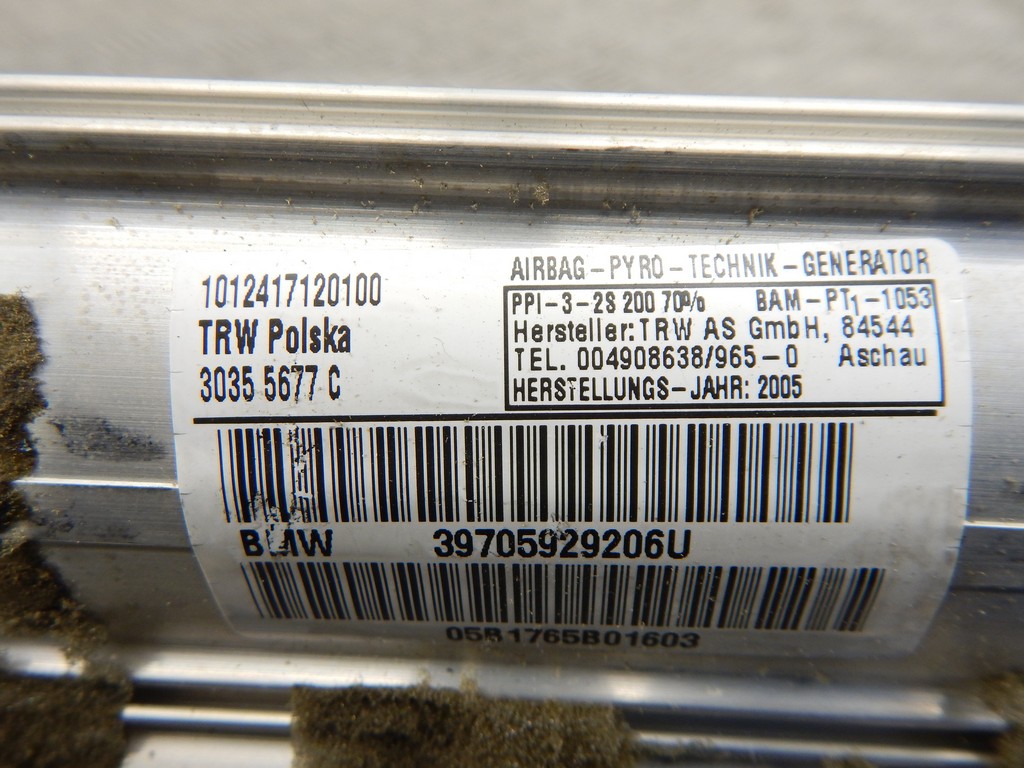 1012417120100
TRW Polska
3035 5677 C
AIRBAG-PYRO-TECHNIK-GENERATOR
PPI-3-2S 200 70% BAM-PT1-1053
Hersteller: TRW AS GmbH, 84544
TEL. 004908638/965-0 Aschau
HERSTELLUNGS-JAHR: 2005
BMW 39705929206U
05R1765B01603